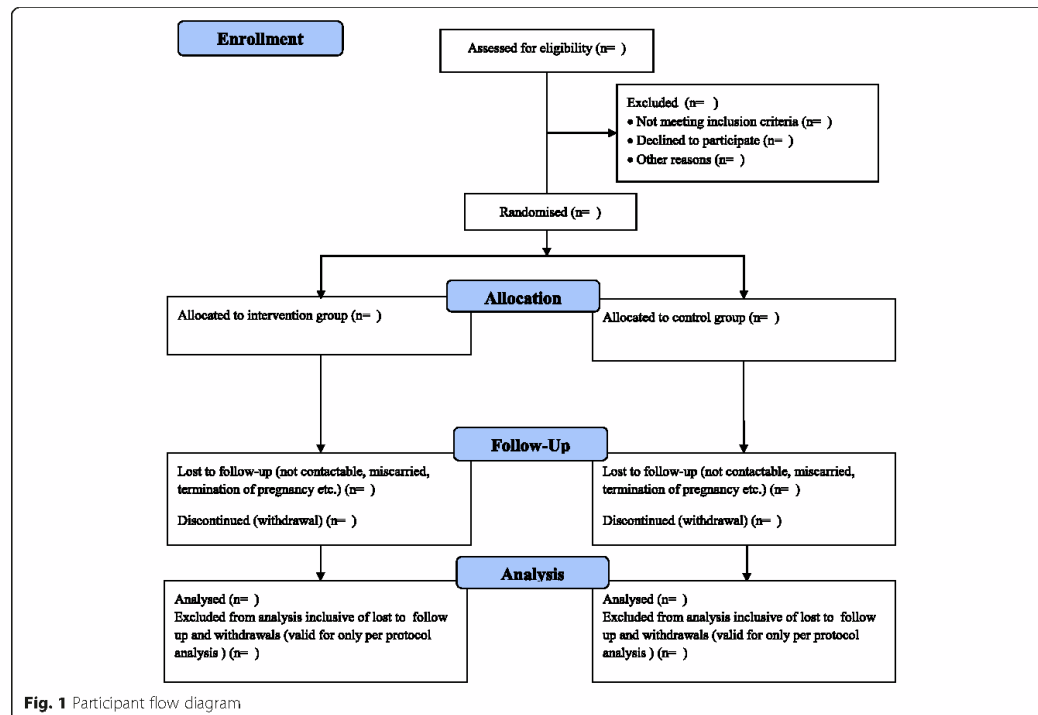 Enrollment
Assessed for eligibility (n= )
Excluded (n= )
• Not meeting inclusion criteria (n= )
• Declined to participate (n= )
• Other reasons (n= )
Randomised (n= )
Allocation
Allocated to intervention group (n= )
Allocated to control group (n= )
Follow-Up
Lost to follow-up (not contactable, miscarried,
termination of pregnancy etc.) (n= )
Discontinued (withdrawal) (n= )
Lost to follow-up (not contactable, miscarried,
termination of pregnancy etc.) (n= )
Discontinued (withdrawal) (n= )
Analysis
Analysed (n= )
Excluded from analysis inclusive of lost to follow
up and withdrawals (valid for only per protocol
analysis ) (n= )
Analysed (n= )
Excluded from analysis inclusive of lost to follow
up and withdrawals (valid for only per protocol
analysis ) (n= )
Fig. 1 Participant flow diagram